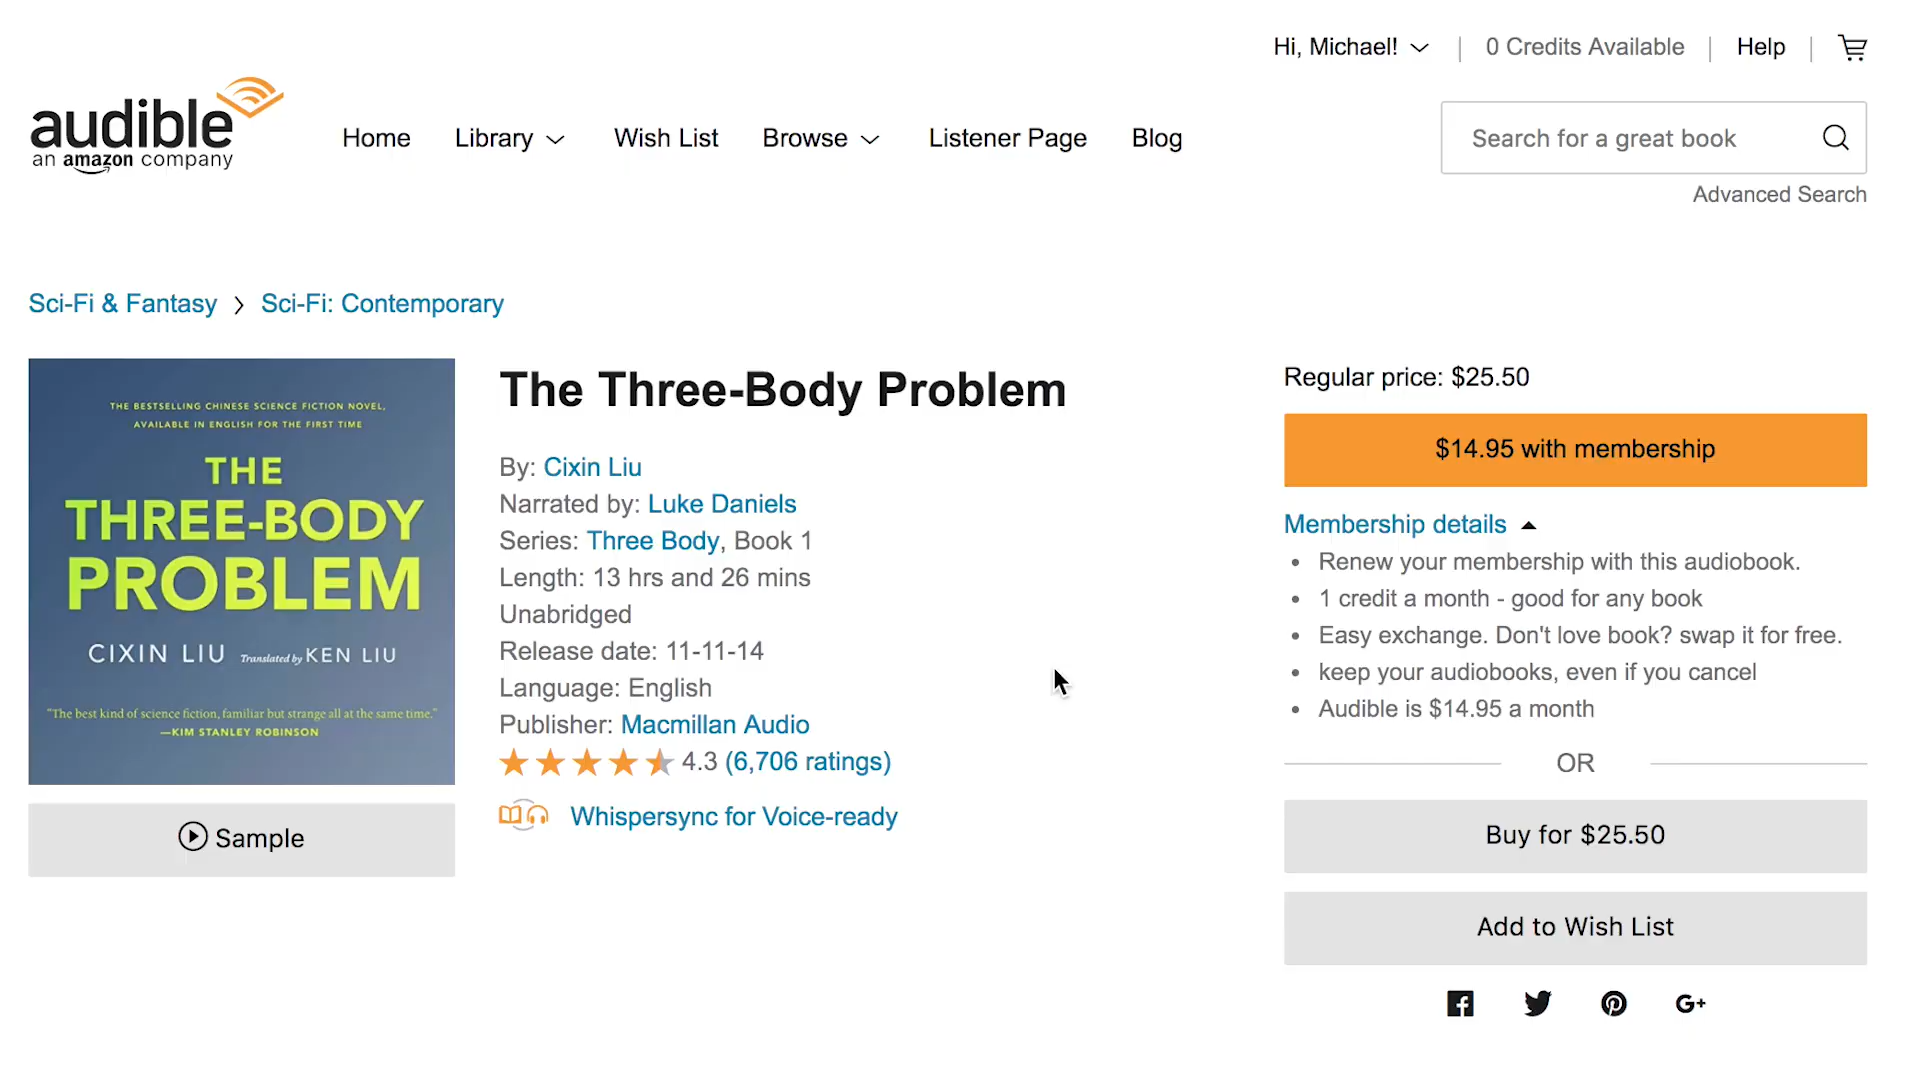 Hi, Michael!
0 Credits Available
Help
audible
an amazon company
Home
Library
Wish List
Browse
Listener Page
Blog
Search for a great book
Advanced Search
Sci-Fi & Fantasy
Sci-Fi: Contemporary
THE BESTSELLING CHINESE SCIENCE FICTION NOVEL,
AVAILABLE IN ENGLISH FOR THE FIRST TIME
THE
THREE-BODY
PROBLEM
CIXIN LIU Translated by KEN LIU
"The best kind of science fiction, familiar but strange all at the same time."
—KIM STANLEY ROBINSON
Sample
The Three-Body Problem
By: Cixin Liu
Narrated by: Luke Daniels
Series: Three Body, Book 1
Length: 13 hrs and 26 mins
Unabridged
Release date: 11-11-14
Language: English
Publisher: Macmillan Audio
4.3 (6,706 ratings)
Whispersync for Voice-ready
Regular price: $25.50
$14.95 with membership
Membership details
Renew your membership with this audiobook.
1 credit a month - good for any book
Easy exchange. Don't love book? swap it for free.
keep your audiobooks, even if you cancel
Audible is $14.95 a month
OR
Buy for $25.50
Add to Wish List
G+